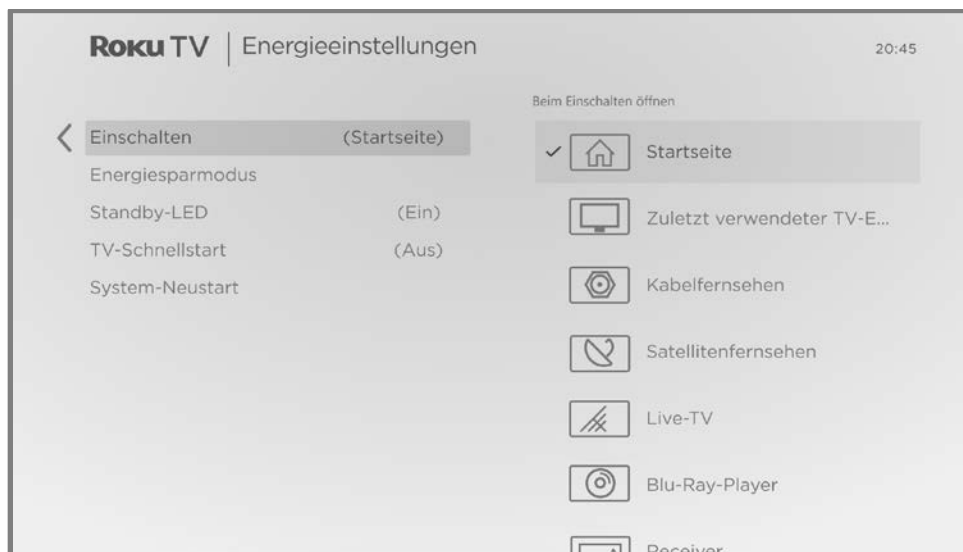 Roku TV | Energieeinstellungen
20:45
Einschalten (Startseite)
Energiesparmodus
Standby-LED (Ein)
TV-Schnellstart (Aus)
System-Neustart
Beim Einschalten öffnen
Startseite
Zuletzt verwendeter TV-E...
Kabelfernsehen
Satellitenfernsehen
Live-TV
Blu-Ray-Player
Receiver